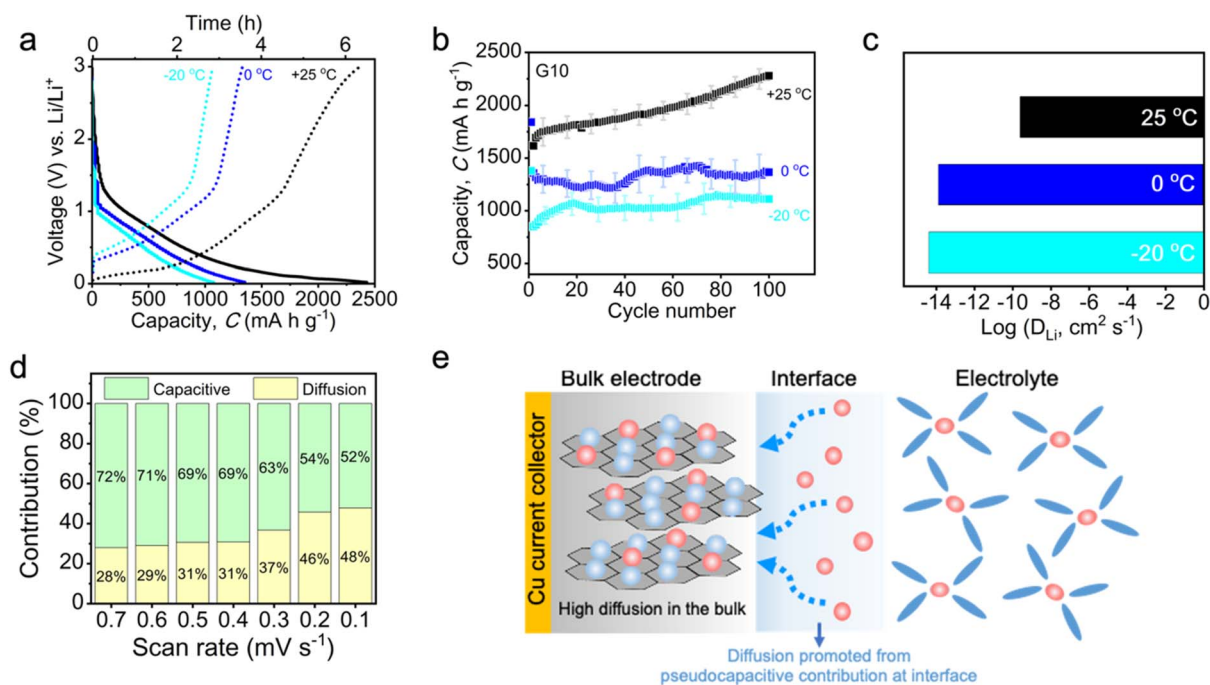 a
Time (h)
0 2 4 6
-20 °C
0 °C
+25 °C
3
2
1
0
Voltage (V) vs. Li/Li⁺
0 500 1000 1500 2000 2500
Capacity, C (mA h g⁻¹)
b
G10
2500
2000
1500
1000
500
Capacity, C (mA h g⁻¹)
+25 °C
0 °C
-20 °C
0 20 40 60 80 100
Cycle number
c
25 °C
0 °C
-20 °C
-14 -12 -10 -8 -6 -4 -2 0
Log (D_Li, cm² s⁻¹)
d
Capacitive Diffusion
100
80
60
40
20
0
Contribution (%)
72% 71% 69% 69% 63% 54% 52%
28% 29% 31% 31% 37% 46% 48%
0.7 0.6 0.5 0.4 0.3 0.2 0.1
Scan rate (mV s⁻¹)
e
Bulk electrode Interface Electrolyte
Cu current collector
High diffusion in the bulk
Diffusion promoted from
pseudocapacitive contribution at interface